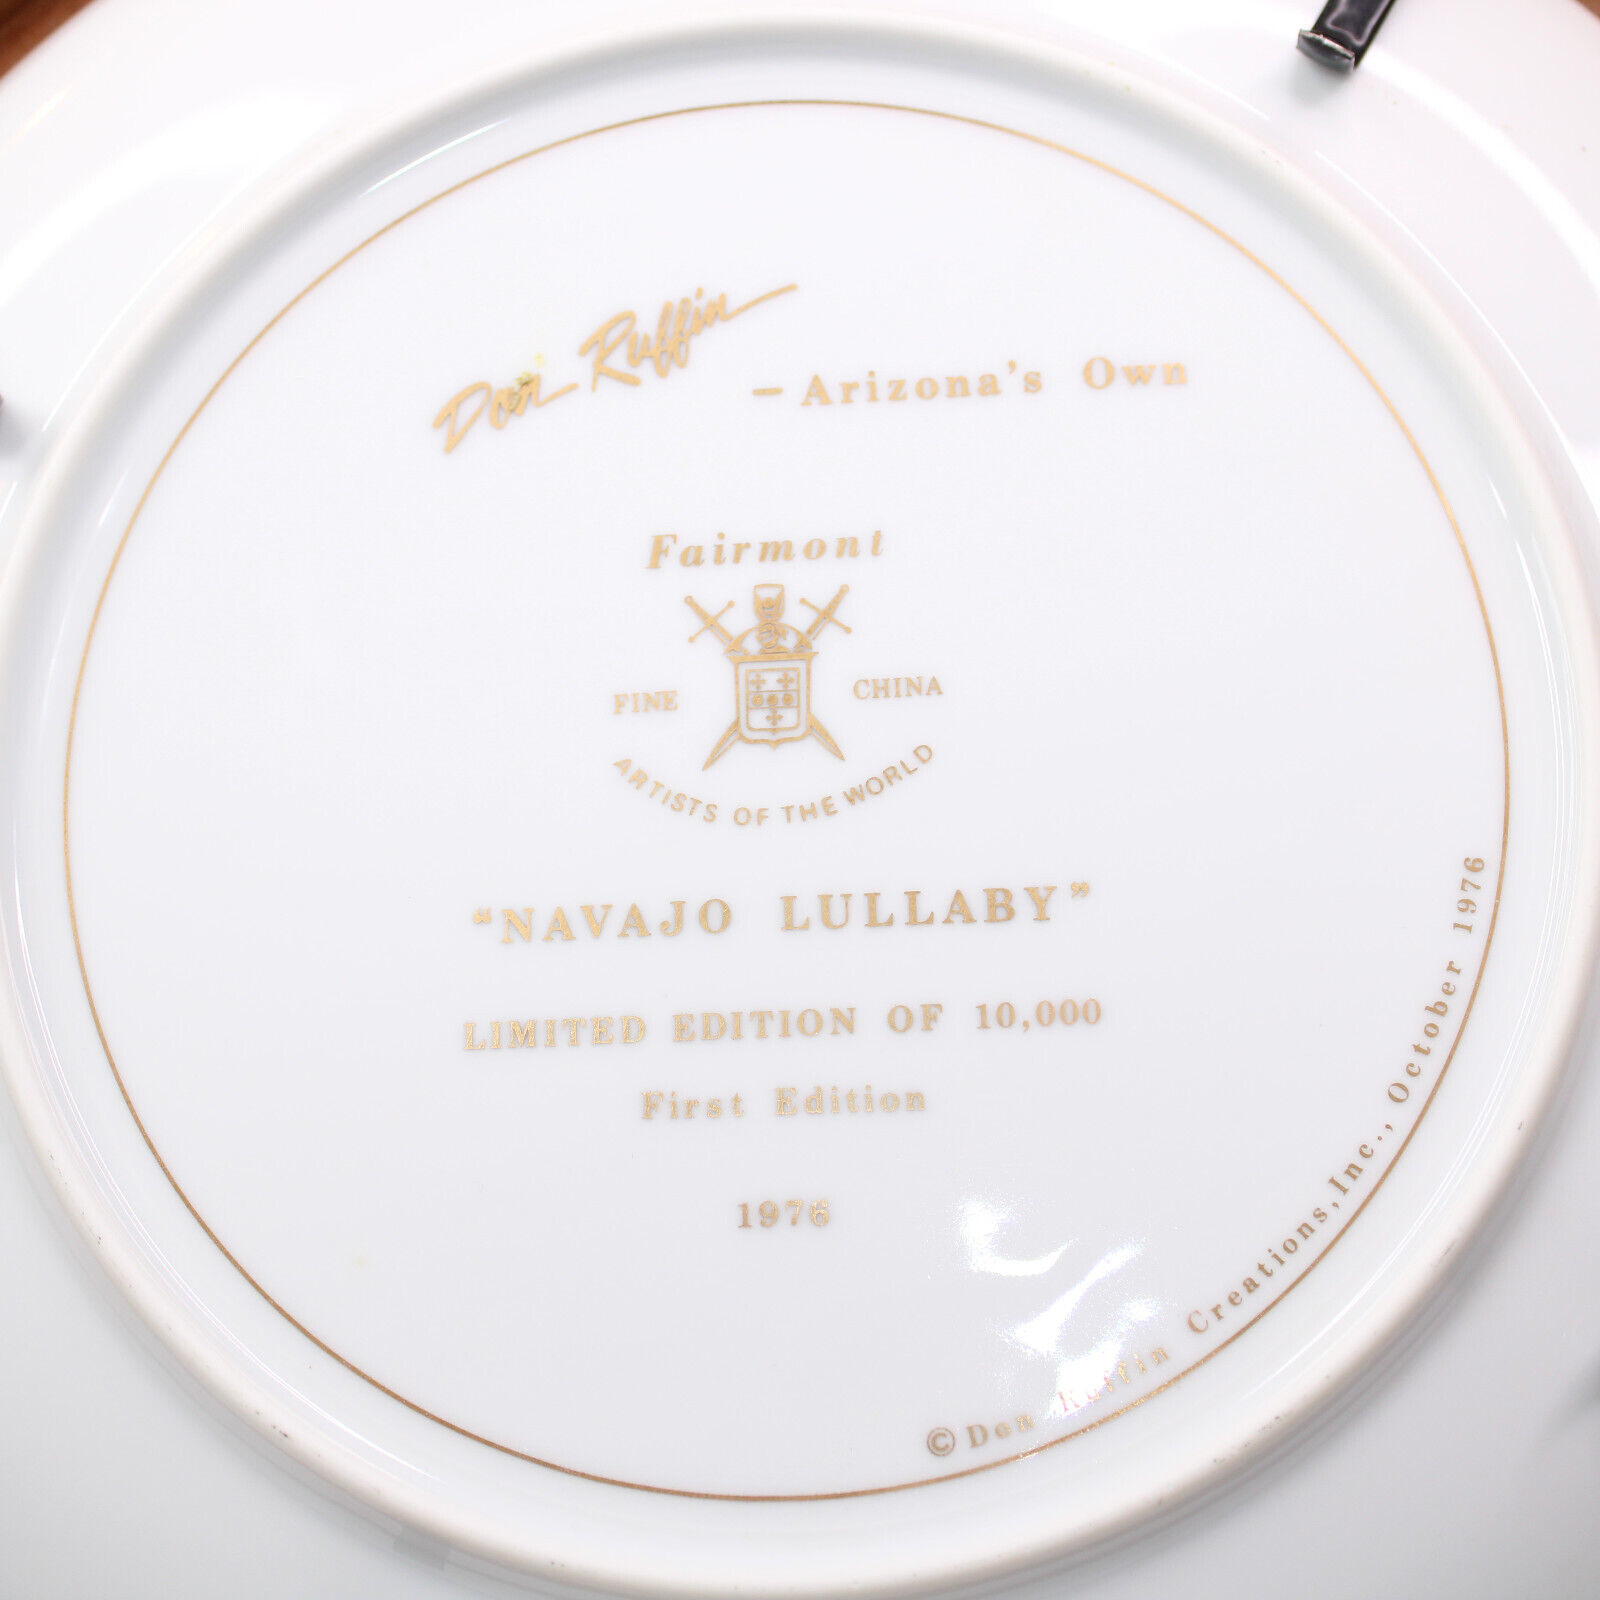 Don Ruffin
– Arizona's Own
Fairmont
FINE CHINA
ARTISTS OF THE WORLD
“NAVAJO LULLABY”
LIMITED EDITION OF 10,000
First Edition
1976
© Don Ruffin Creations, Inc., October 1976